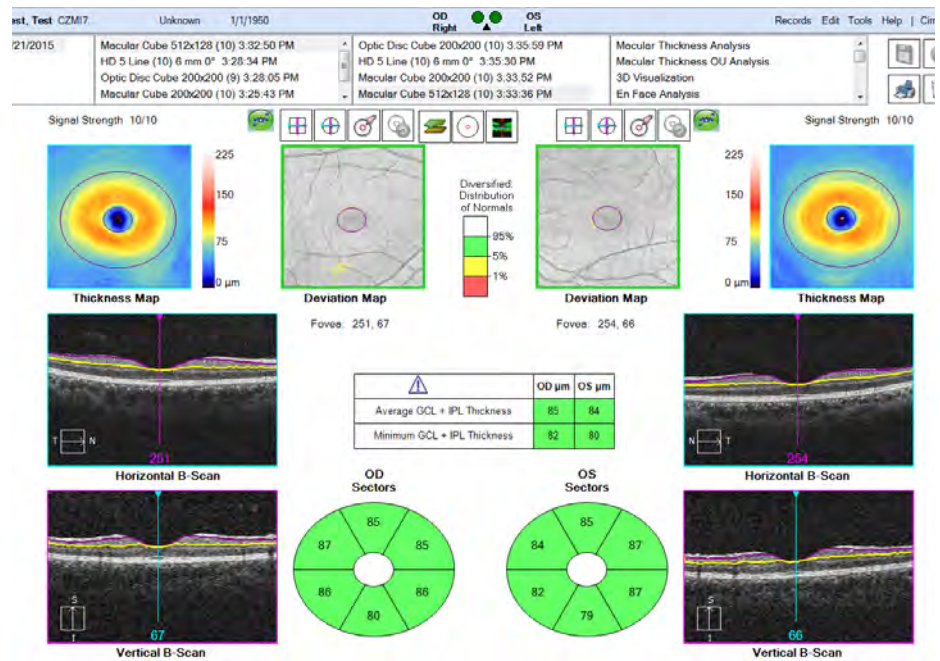 est, Test CZMI7... Unknown 1/1/1950 OD Right OS Left Records Edit Tools Help | Cir
/21/2015
Macular Cube 512x128 (10) 3:32:50 PM
HD 5 Line (10) 6 mm 0° 3:28:34 PM
Optic Disc Cube 200x200 (9) 3:28:05 PM
Macular Cube 200x200 (10) 3:25:43 PM
Optic Disc Cube 200x200 (10) 3:35:59 PM
HD 5 Line (10) 6 mm 0° 3:35:30 PM
Macular Cube 200x200 (10) 3:33:52 PM
Macular Cube 512x128 (10) 3:33:36 PM
Macular Thickness Analysis
Macular Thickness OU Analysis
3D Visualization
En Face Analysis
Signal Strength 10/10
Signal Strength 10/10
225
150
75
0 µm
Thickness Map
Deviation Map
Diversified:
Distribution
of Normals
95%
5%
1%
Deviation Map
225
150
75
0 µm
Thickness Map
Fovea: 251, 67
Fovea: 254, 66
OD µm OS µm
Average GCL + IPL Thickness 85 84
Minimum GCL + IPL Thickness 82 80
T N
251
Horizontal B-Scan
N T
254
Horizontal B-Scan
OD
Sectors
85
87 85
86 86
80
OS
Sectors
85
84 87
82 87
79
S
I
67
Vertical B-Scan
S
I
66
Vertical B-Scan